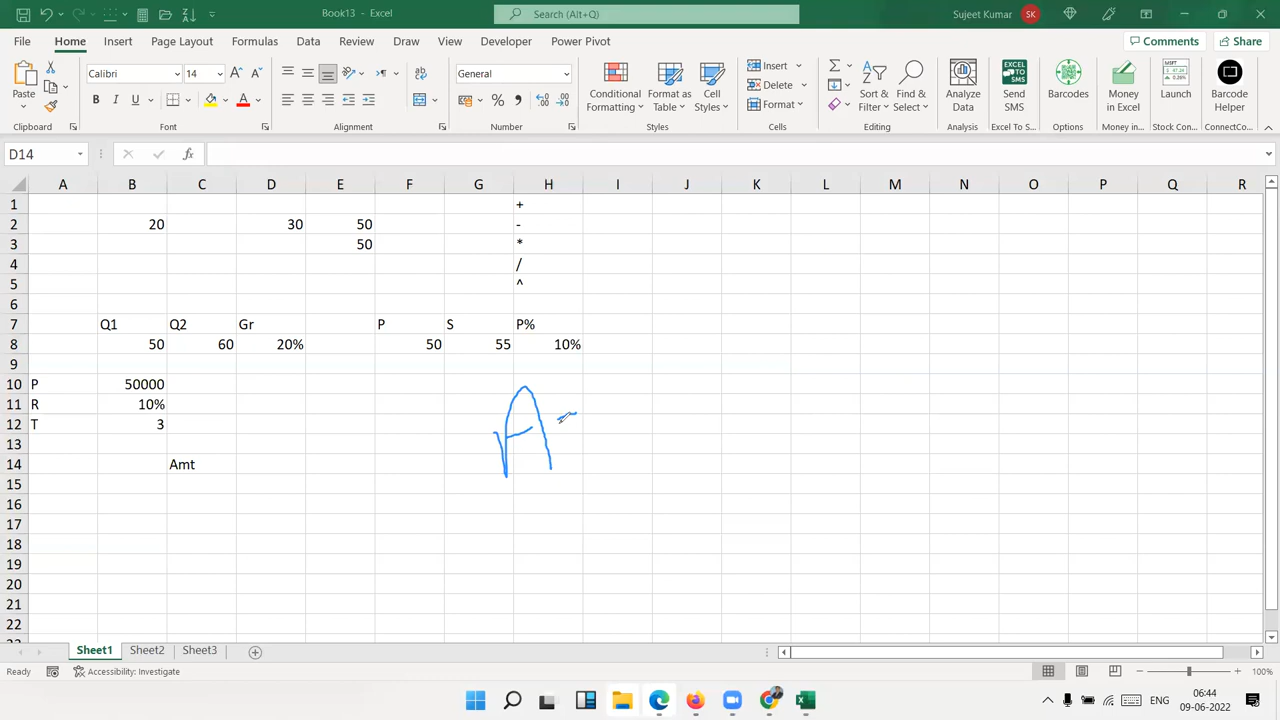 Book13 - Excel
Search (Alt+Q)
Sujeet Kumar
SK
File Home Insert Page Layout Formulas Data Review View Developer Power Pivot
Comments Share
Paste
Calibri 14
B I U
A A
ab
General
% ,
Conditional Formatting
Format as Table
Cell Styles
Insert
Delete
Format
Sort & Filter
Find & Select
Analyze Data
Send SMS
Barcodes
Money in Excel
Launch
Barcode Helper
Clipboard Font Alignment Number Styles Cells Editing Analysis Excel To S... Options Money in... Stock Con... ConnectCo...
D14 fx
A B C D E F G H I J K L M N O P Q R
1 +
2 20 30 50 -
3 50 *
4 /
5 ^
6
7 Q1 Q2 Gr P S P%
8 50 60 20% 50 55 10%
9
10 P 50000
11 R 10%
12 T 3
A =
13
14 Amt
15
16
17
18
19
20
21
22
Sheet1 Sheet2 Sheet3
Ready Accessibility: Investigate 100%
ENG 06:44
09-06-2022